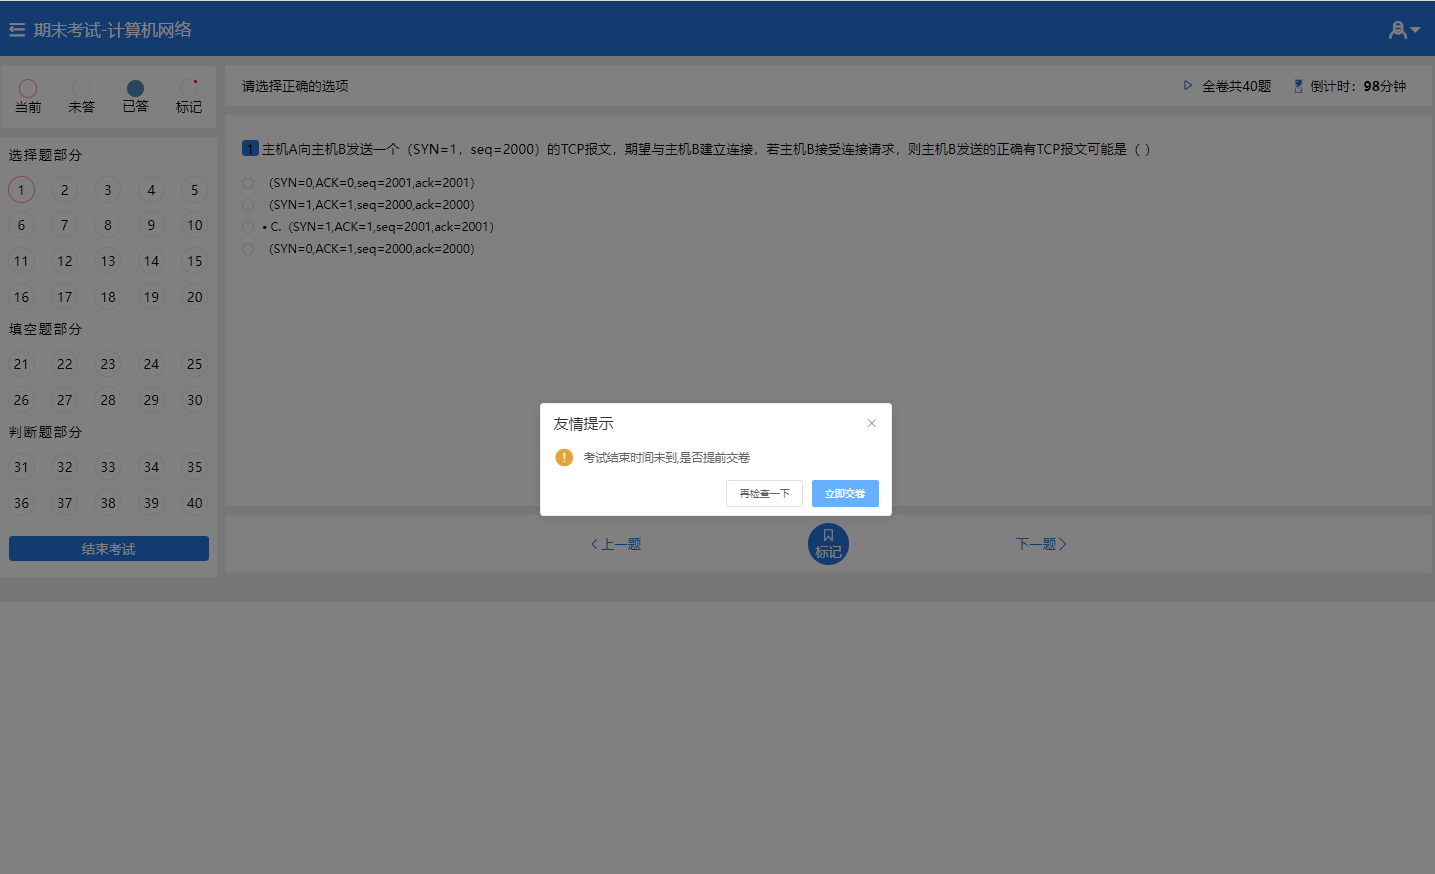 期末考试-计算机网络
当前 未答 已答 标记
选择题部分
1 2 3 4 5
6 7 8 9 10
11 12 13 14 15
16 17 18 19 20
填空题部分
21 22 23 24 25
26 27 28 29 30
判断题部分
31 32 33 34 35
36 37 38 39 40
结束考试
请选择正确的选项 全卷共40题 倒计时：98分钟
1 主机A向主机B发送一个（SYN=1，seq=2000）的TCP报文，期望与主机B建立连接，若主机B接受连接请求，则主机B发送的正确有TCP报文可能是（ ）
（SYN=0,ACK=0,seq=2001,ack=2001）
（SYN=1,ACK=1,seq=2000,ack=2000）
• C.（SYN=1,ACK=1,seq=2001,ack=2001）
（SYN=0,ACK=1,seq=2000,ack=2000）
友情提示
考试结束时间未到,是否提前交卷
再检查一下 立即交卷
上一题 标记 下一题